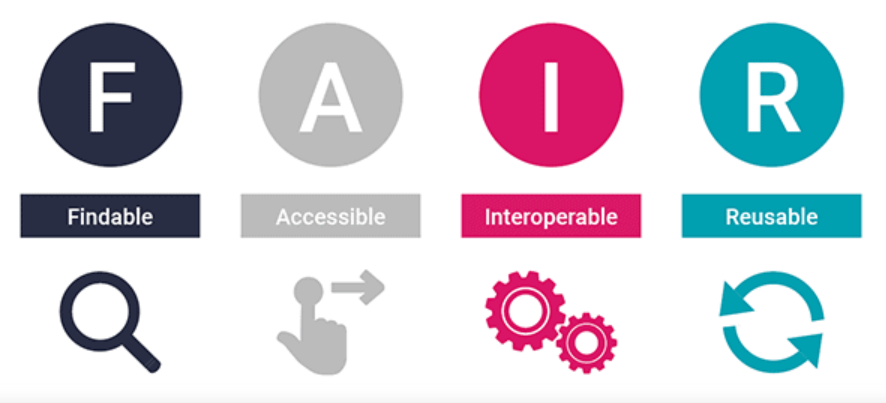 F A I R
Findable Accessible Interoperable Reusable